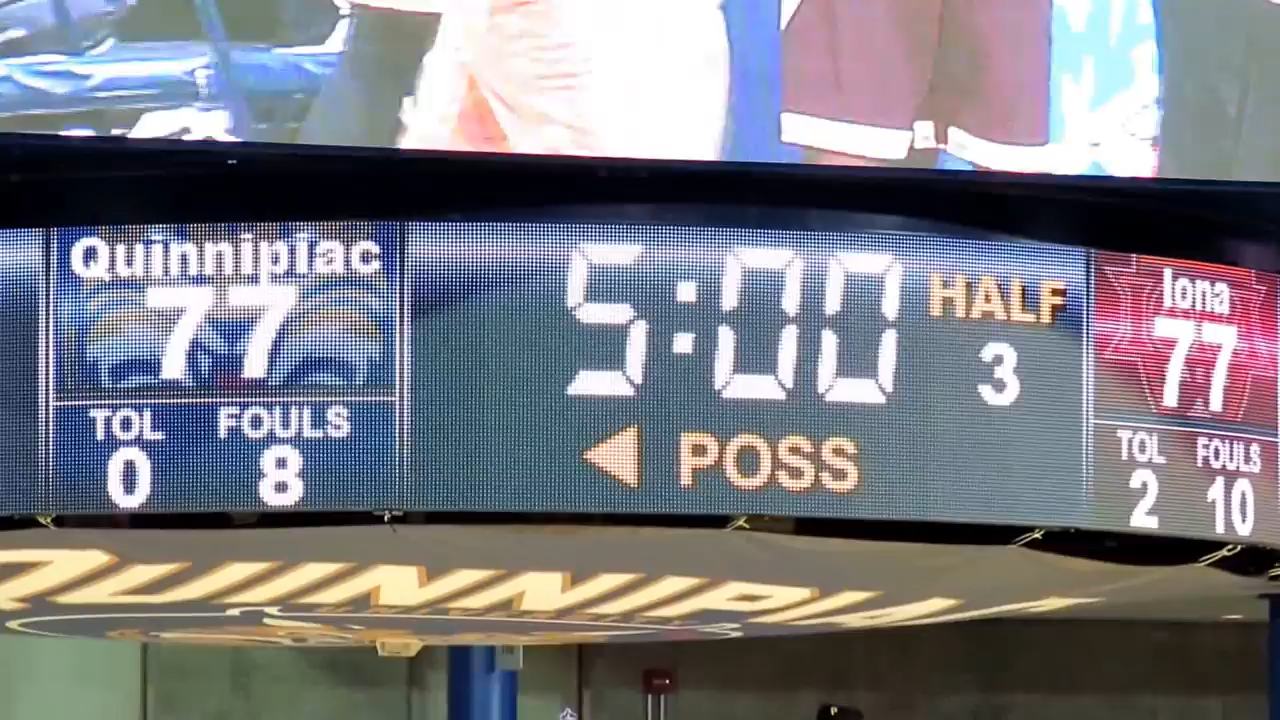 Quinnipiac
77
TOL FOULS
0 8
5:00
HALF
3
POSS
Iona
77
TOL FOULS
2 10
QUINNIPIAC